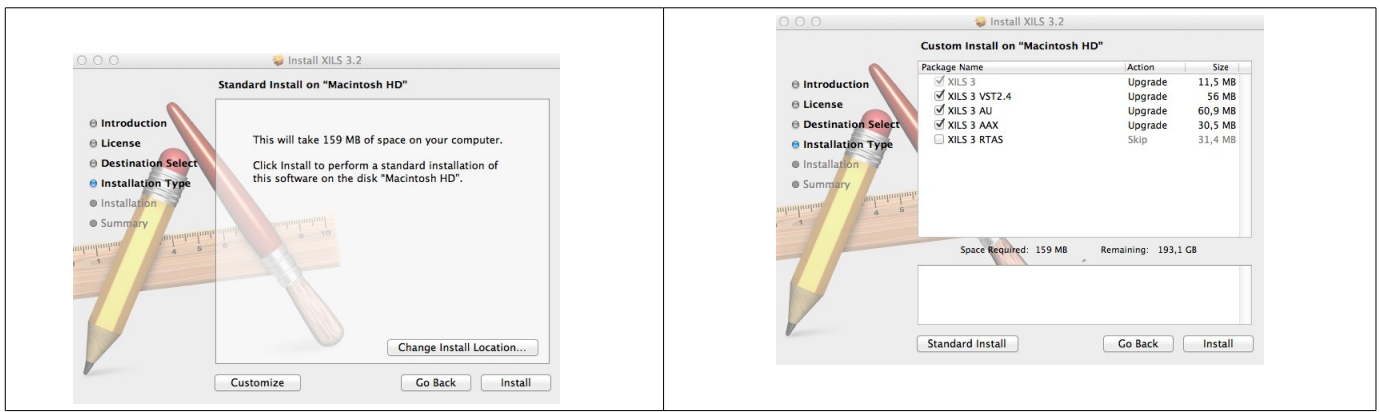 Install XILS 3.2
Standard Install on "Macintosh HD"
Introduction
License
Destination Select
Installation Type
Installation
Summary
This will take 159 MB of space on your computer.
Click Install to perform a standard installation of
this software on the disk "Macintosh HD".
Change Install Location...
Customize
Go Back
Install
Install XILS 3.2
Custom Install on "Macintosh HD"
Introduction
License
Destination Select
Installation Type
Installation
Summary
Package Name Action Size
XILS 3 Upgrade 11,5 MB
XILS 3 VST2.4 Upgrade 56 MB
XILS 3 AU Upgrade 60,9 MB
XILS 3 AAX Upgrade 30,5 MB
XILS 3 RTAS Skip 31,4 MB
Space Required: 159 MB Remaining: 193,1 GB
Standard Install
Go Back
Install